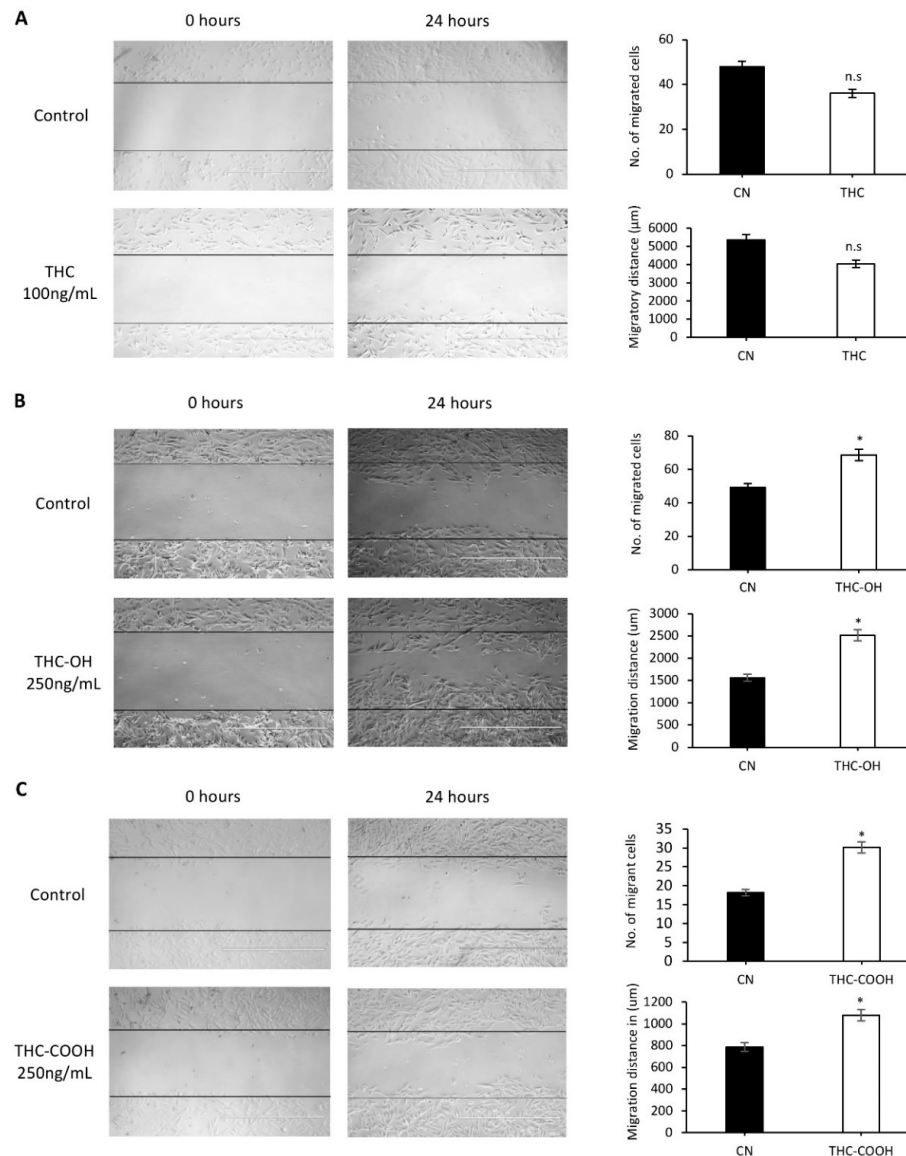 A
0 hours
24 hours
Control
THC
100ng/mL
No. of migrated cells
60
40
20
0
n.s
CN
THC
Migratory distance (µm)
6000
5000
4000
3000
2000
1000
0
n.s
CN
THC
B
0 hours
24 hours
Control
THC-OH
250ng/mL
No. of migrated cells
80
60
40
20
0
*
CN
THC-OH
Migration distance (um)
3000
2500
2000
1500
1000
500
0
*
CN
THC-OH
C
0 hours
24 hours
Control
THC-COOH
250ng/mL
No. of migrant cells
35
30
25
20
15
10
5
0
*
CN
THC-COOH
Migration distance in (um)
1200
1000
800
600
400
200
0
*
CN
THC-COOH